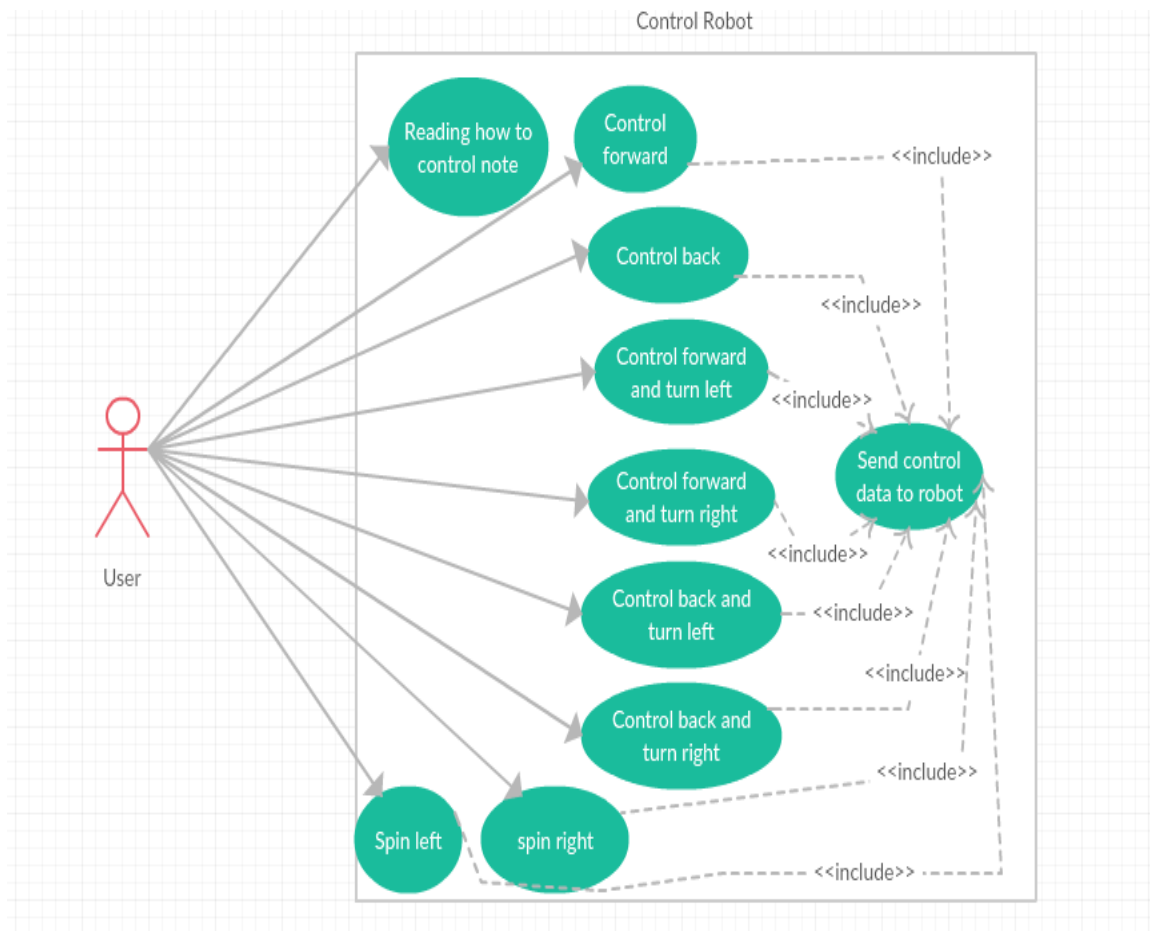 Control Robot
Reading how to
control note
Control
forward
<<include>>
Control back
<<include>>
Control forward
and turn left
<<include>>
Send control
data to robot
Control forward
and turn right
<<include>>
User
Control back and
turn left
<<include>>
<<include>>
Control back and
turn right
<<include>>
Spin left
spin right
<<include>>